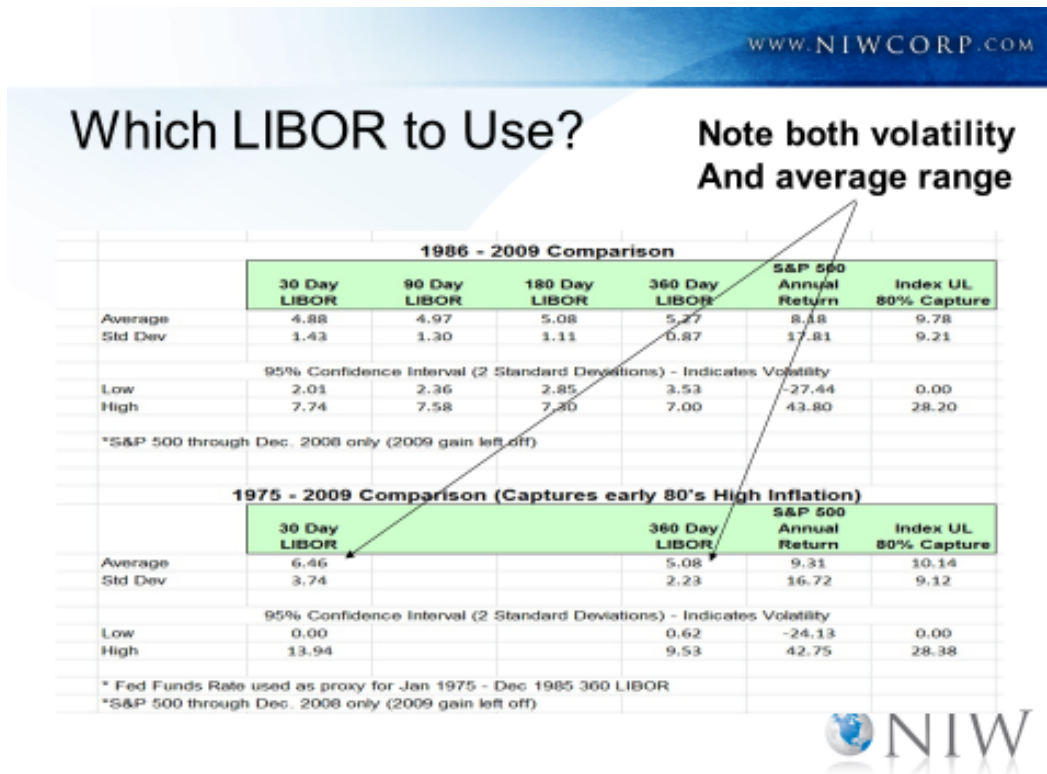 WWW.NIWCORP.COM
Which LIBOR to Use?
Note both volatility
And average range
1986 - 2009 Comparison
30 Day LIBOR 90 Day LIBOR 180 Day LIBOR 360 Day LIBOR S&P 500 Annual Return Index UL 80% Capture
Average 4.88 4.97 5.08 5.27 8.18 9.78
Std Dev 1.43 1.30 1.11 0.87 17.81 9.21
95% Confidence Interval (2 Standard Deviations) - Indicates Volatility
Low 2.01 2.36 2.85 3.53 -27.44 0.00
High 7.74 7.58 7.30 7.00 43.80 28.20
*S&P 500 through Dec. 2008 only (2009 gain left off)
1975 - 2009 Comparison (Captures early 80's High Inflation)
30 Day LIBOR 360 Day LIBOR S&P 500 Annual Return Index UL 80% Capture
Average 6.46 5.08 9.31 10.14
Std Dev 3.74 2.23 16.72 9.12
95% Confidence Interval (2 Standard Deviations) - Indicates Volatility
Low 0.00 0.62 -24.13 0.00
High 13.94 9.53 42.75 28.38
* Fed Funds Rate used as proxy for Jan 1975 - Dec 1985 360 LIBOR
*S&P 500 through Dec. 2008 only (2009 gain left off)
NIW